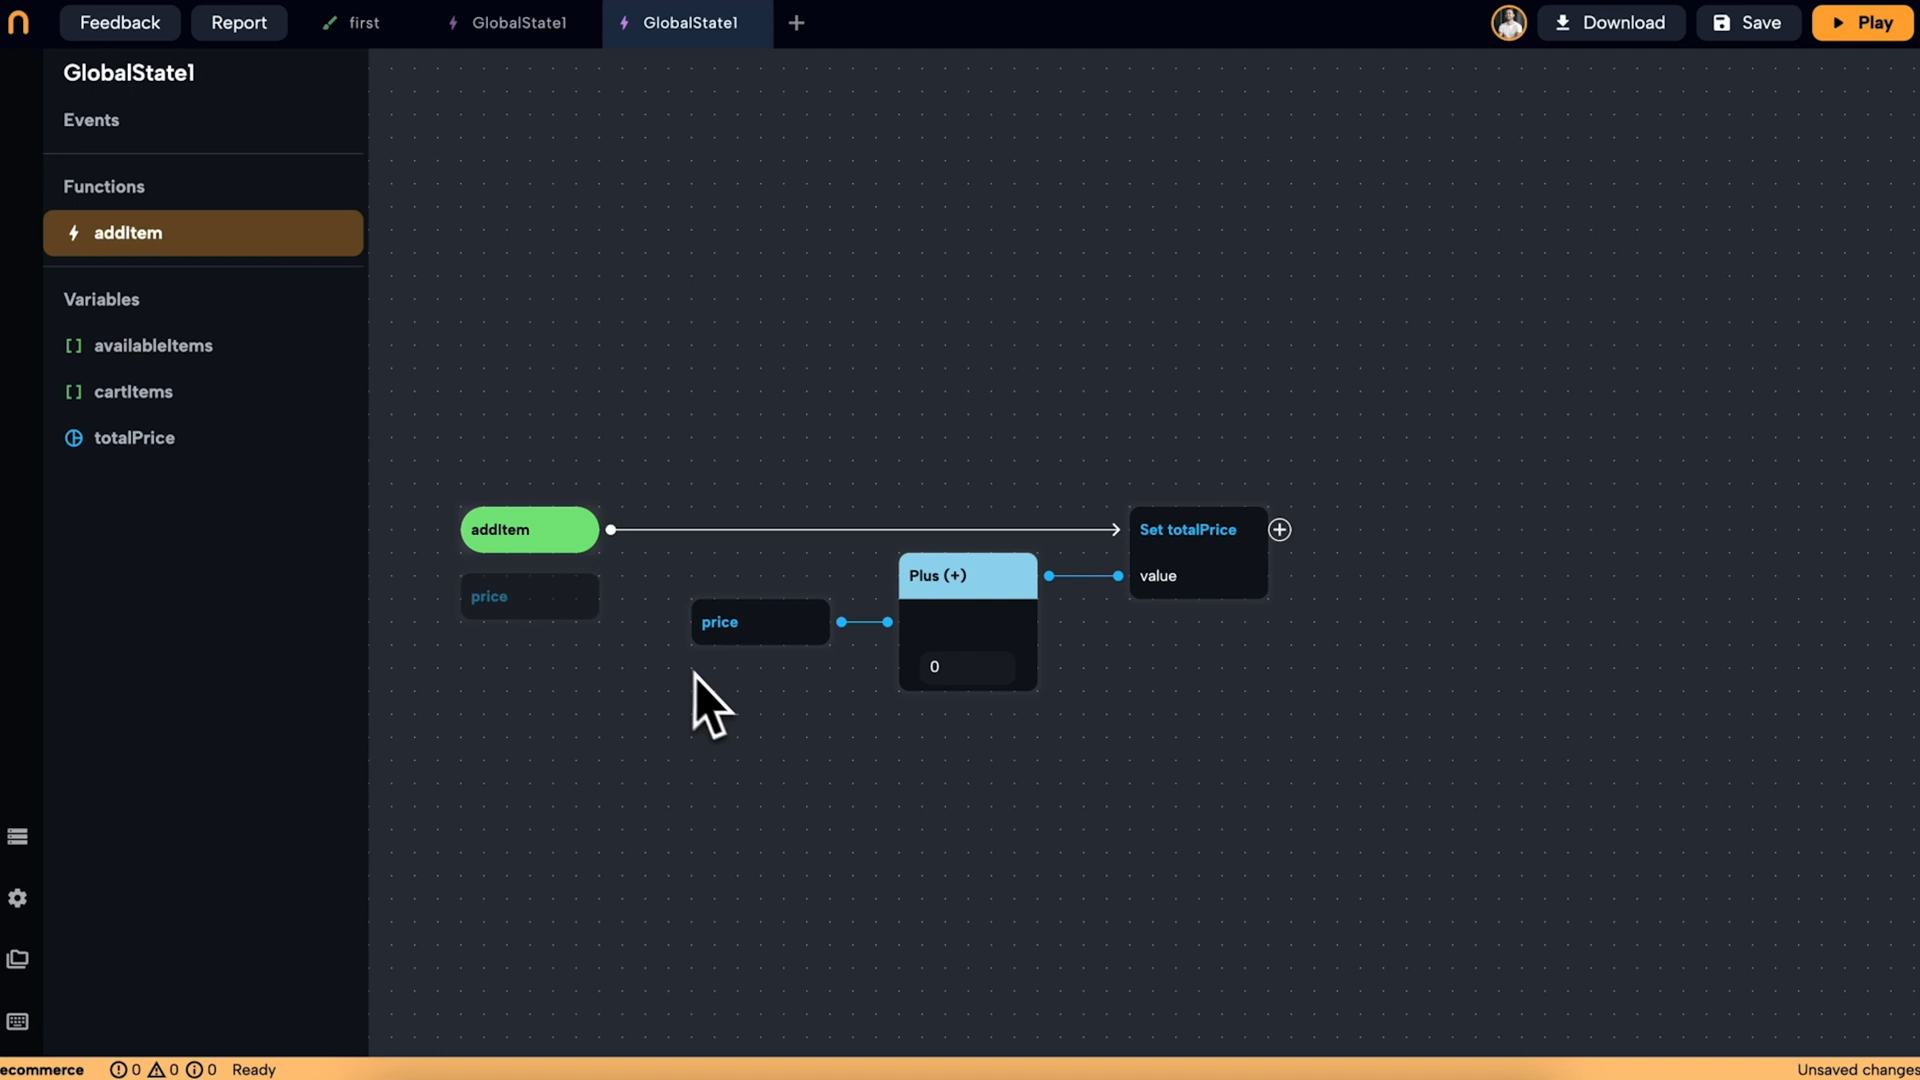 Feedback
Report
first
GlobalState1
GlobalState1
Download
Save
Play
GlobalState1
Events
Functions
addItem
Variables
availableItems
cartItems
totalPrice
addItem
price
price
Plus (+)
0
Set totalPrice
value
ecommerce
0
0
0
Ready
Unsaved changes